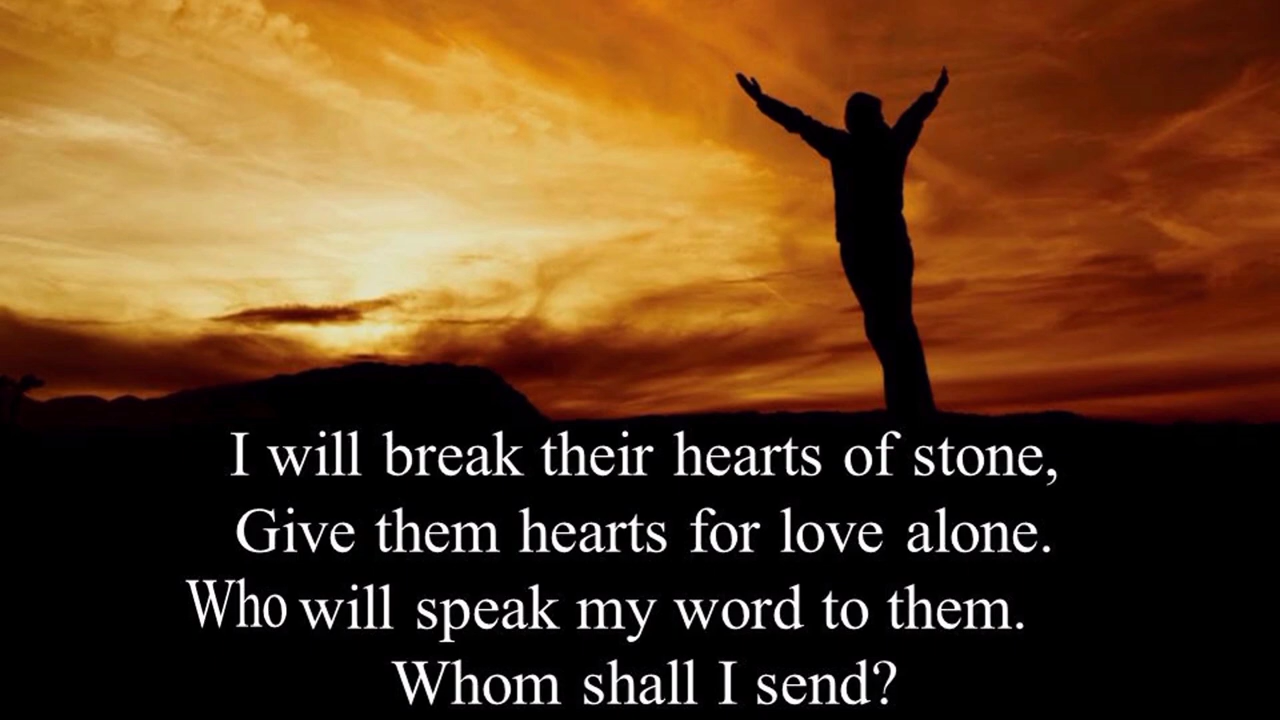 I will break their hearts of stone,
Give them hearts for love alone.
Who will speak my word to them.
Whom shall I send?